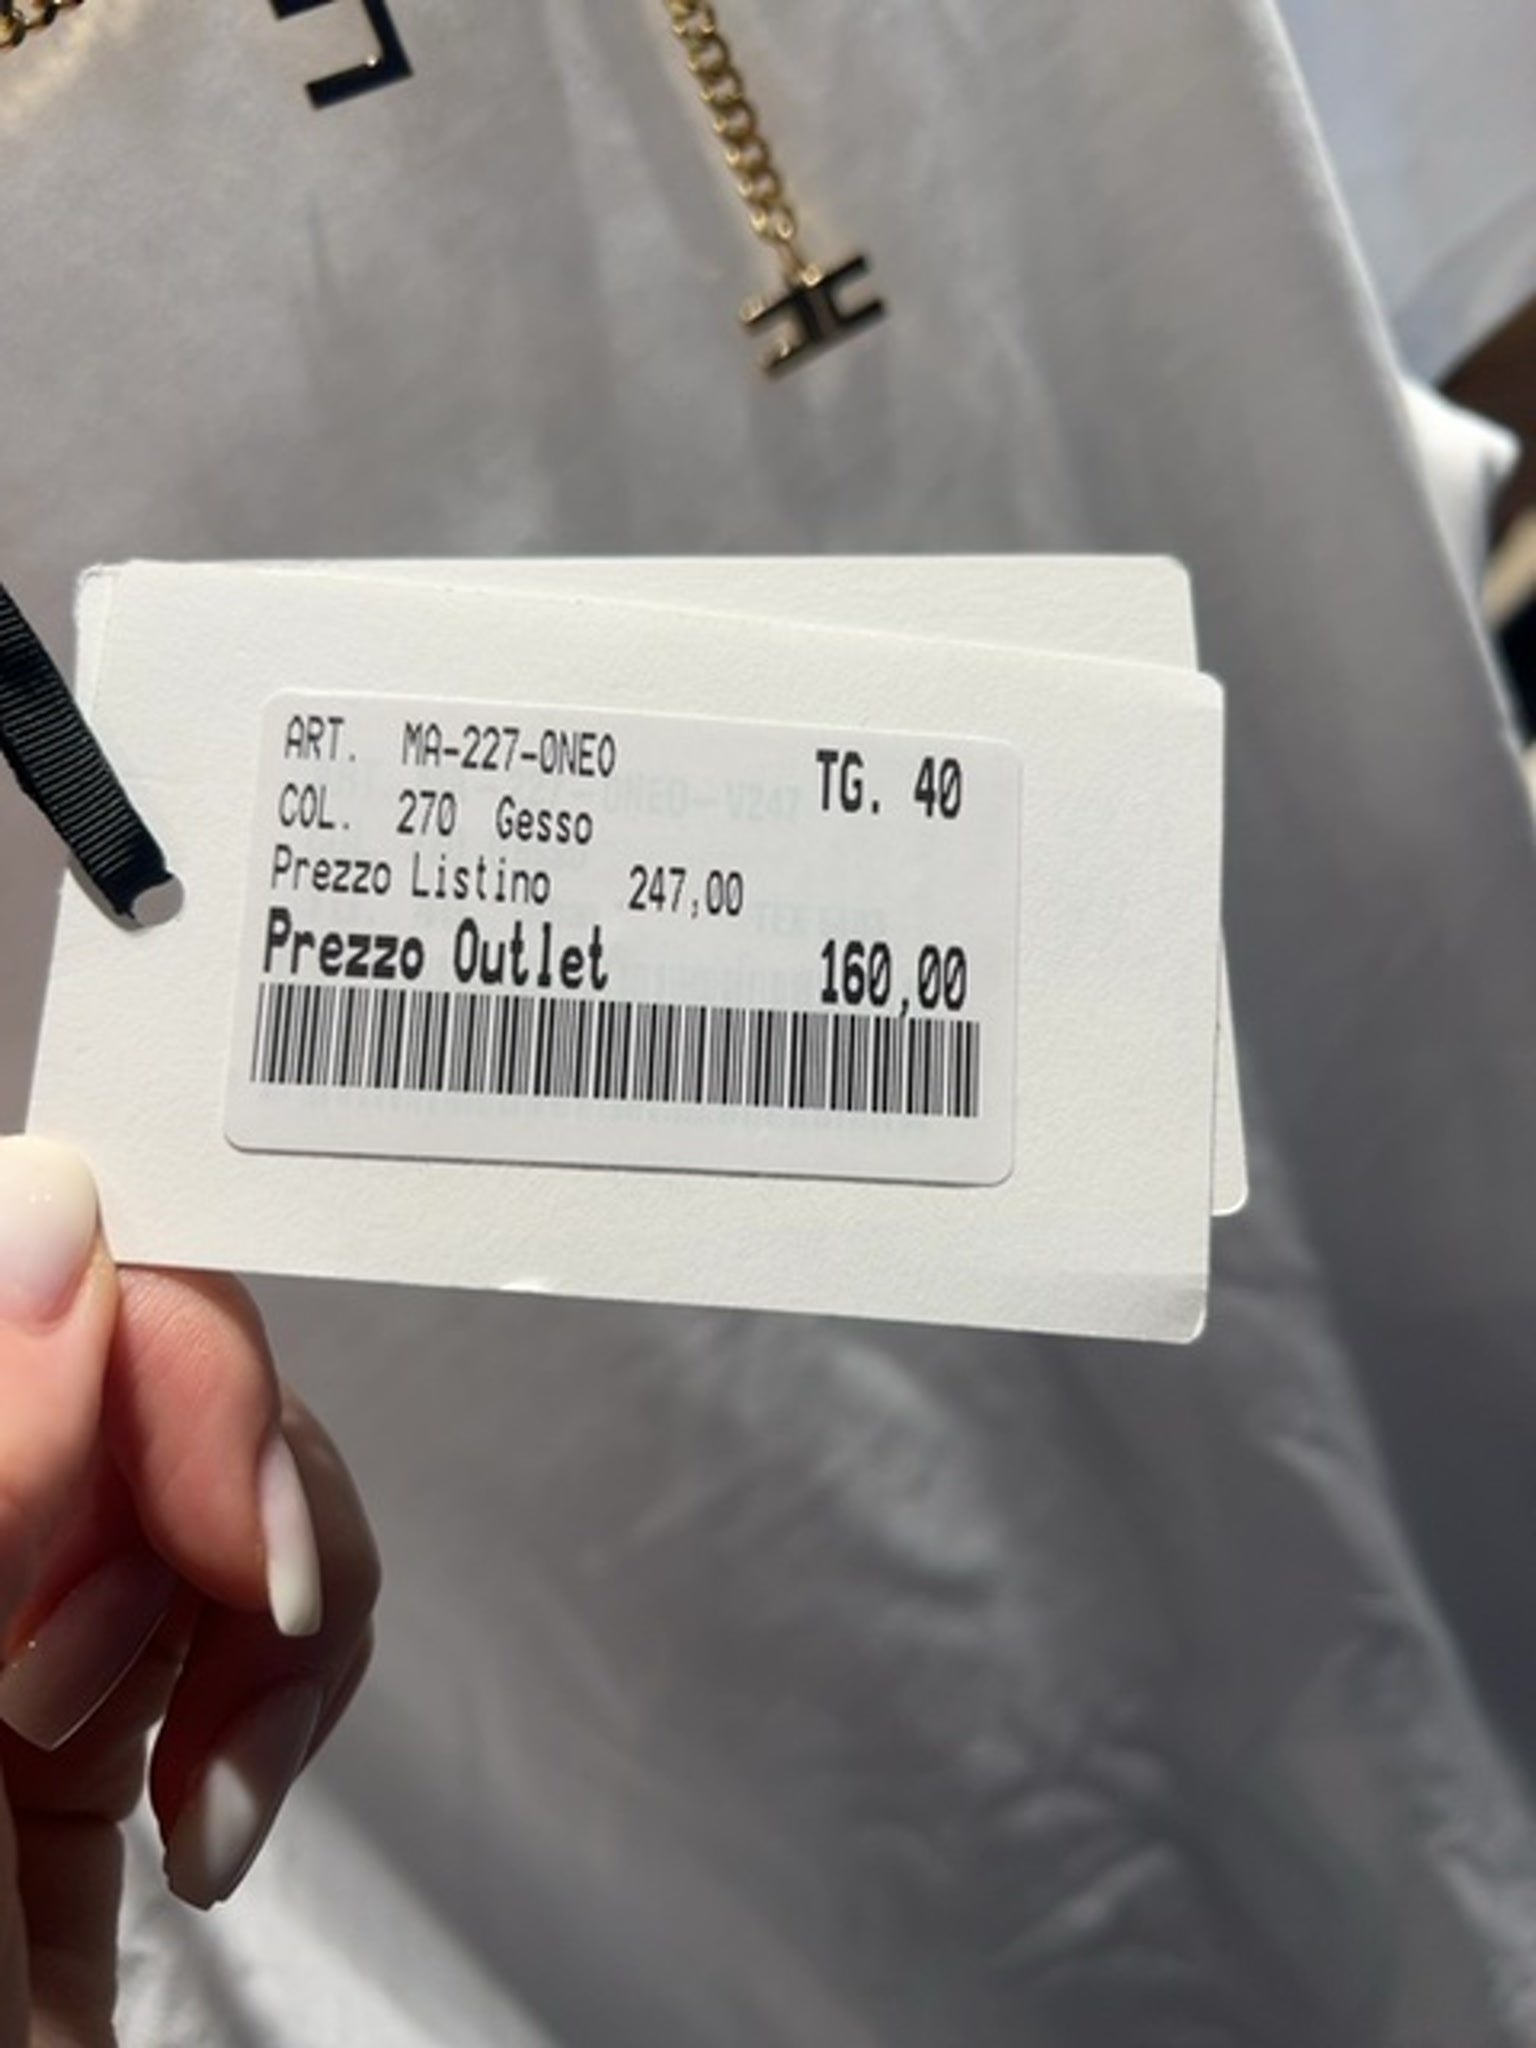 ART. MA-227-0NEO
TG. 40
COL. 270 Gesso
Prezzo Listino 247,00
Prezzo Outlet 160,00